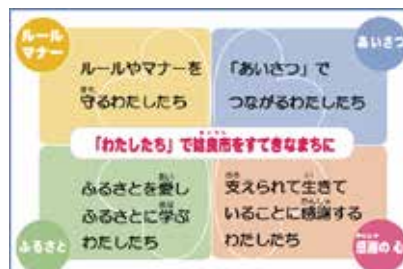 ルール
マナー
ルールやマナーを
守るわたしたち
あいさつ
「あいさつ」で
つながるわたしたち
「わたしたち」で姶良市をすてきなまちに
ふるさとを愛し
ふるさとに学ぶ
わたしたち
ふるさと
支えられて生きて
いることに感謝する
わたしたち
感謝の心